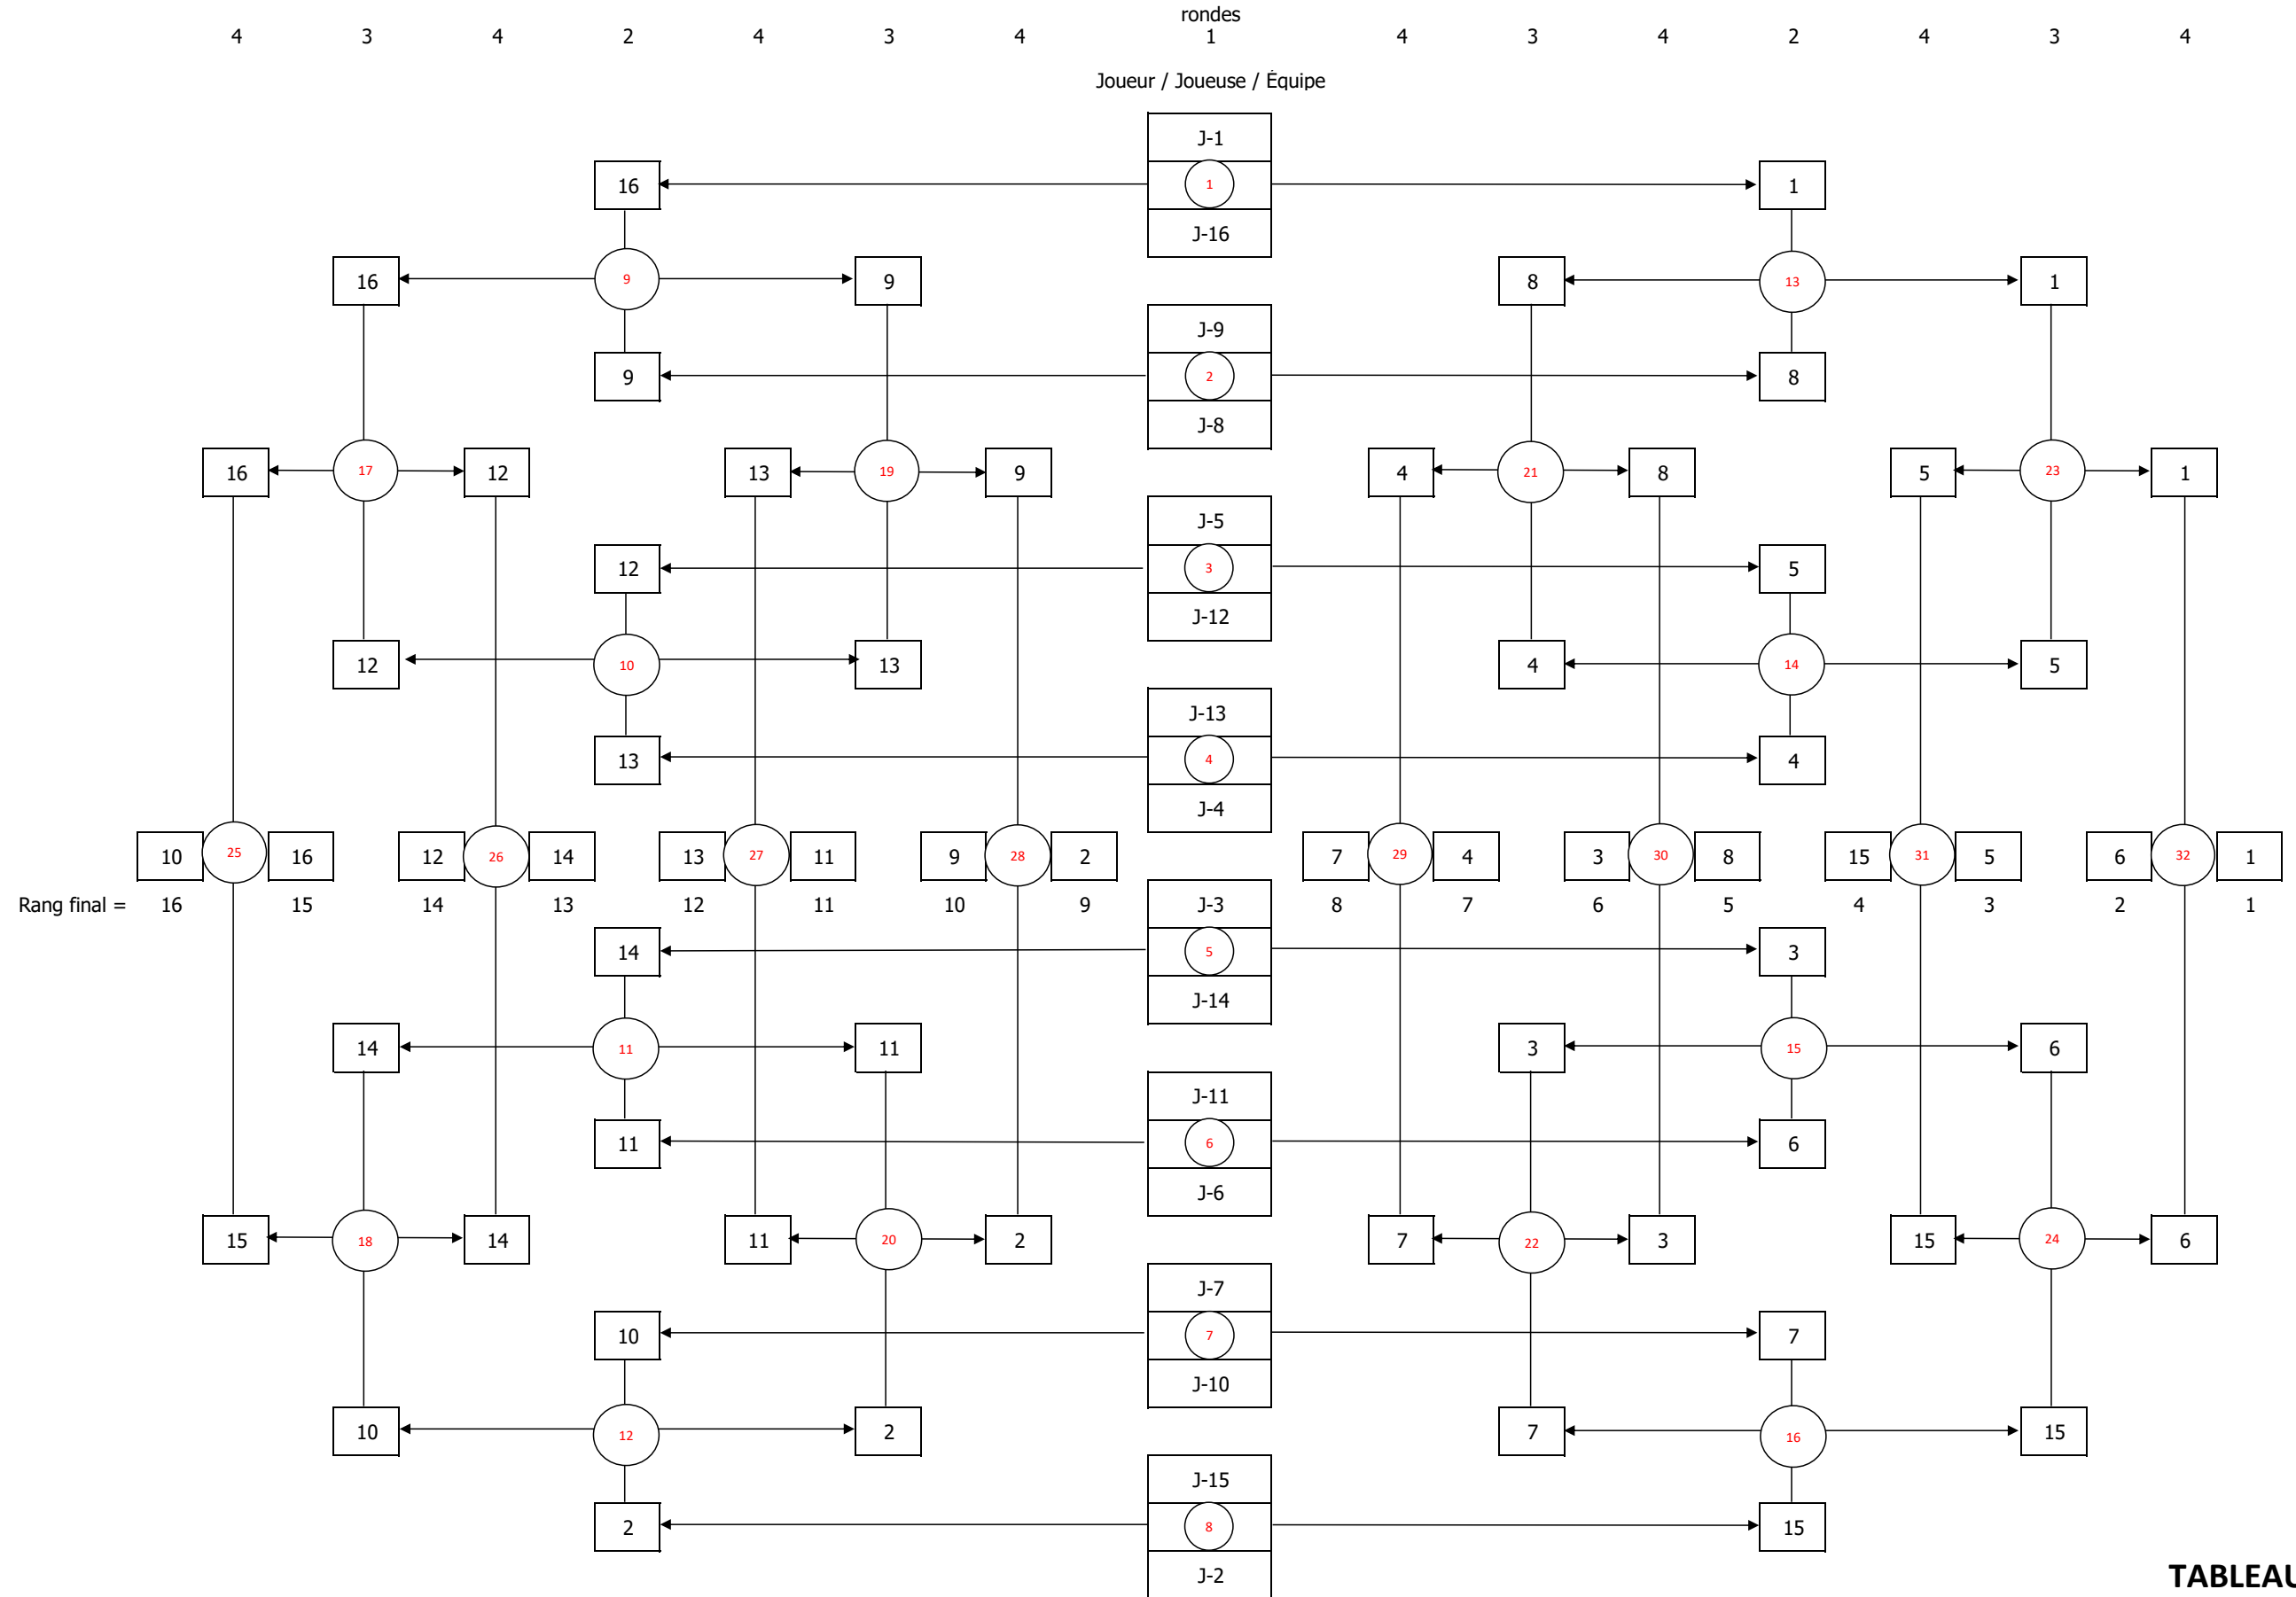 rondes
4 3 4 2 4 3 4 1 4 3 4 2 4 3 4
Joueur / Joueuse / Équipe
J-1
16 1 1
J-16
16 9 9 8 13 1
J-9
9 2 8
J-8
16 17 12 13 19 9 4 21 8 5 23 1
J-5
12 3 5
J-12
12 10 13 4 14 5
J-13
13 4 4
J-4
10 25 16 12 26 14 13 27 11 9 28 2 7 29 4 3 30 8 15 31 5 6 32 1
Rang final = 16 15 14 13 12 11 10 9 J-3 8 7 6 5 4 3 2 1
14 5 3
J-14
14 11 11 3 15 6
J-11
11 6 6
J-6
15 18 14 11 20 2 7 22 3 15 24 6
J-7
10 7 7
J-10
10 12 2 7 16 15
J-15
2 8 15
J-2
TABLEAU